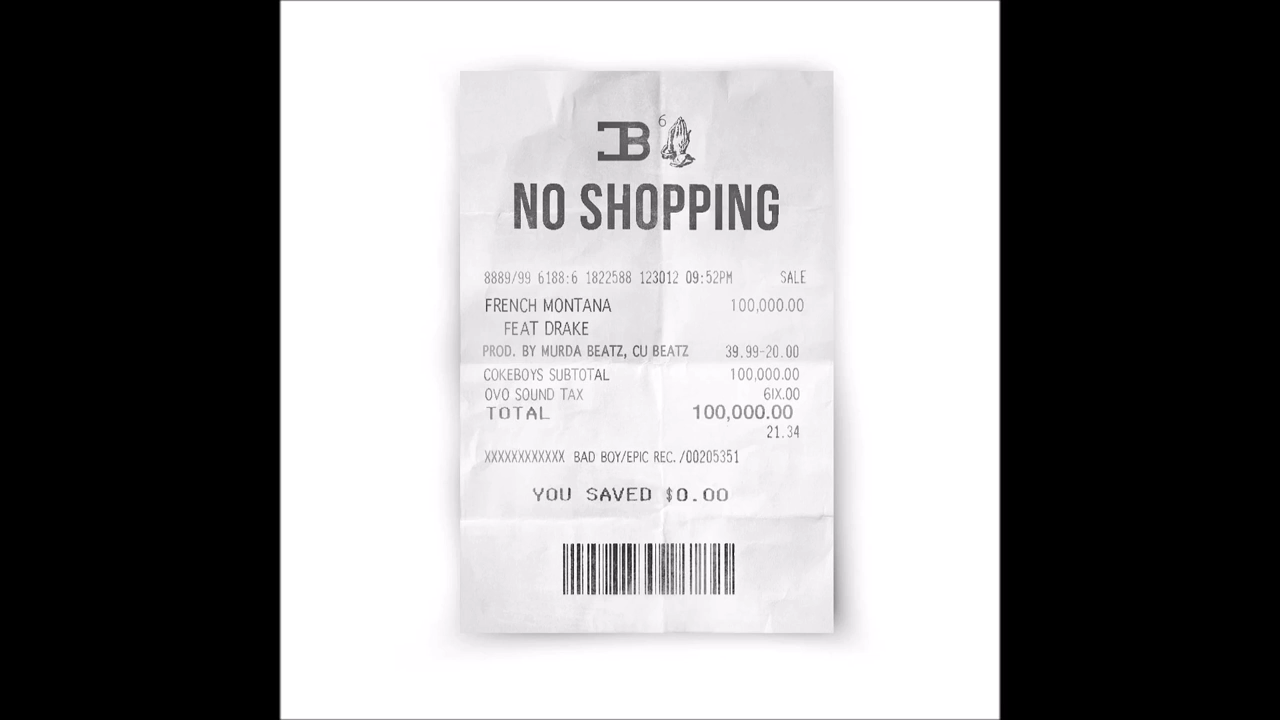 CB 6
NO SHOPPING
8889/99 6188:6 1822588 123012 09:52PM SALE
FRENCH MONTANA 100,000.00
FEAT DRAKE
PROD. BY MURDA BEATZ, CU BEATZ 39.99-20.00
COKEBOYS SUBTOTAL 100,000.00
OVO SOUND TAX 6IX.00
TOTAL 100,000.00
21.34
XXXXXXXXXXXX BAD BOY/EPIC REC. /00205351
YOU SAVED $0.00